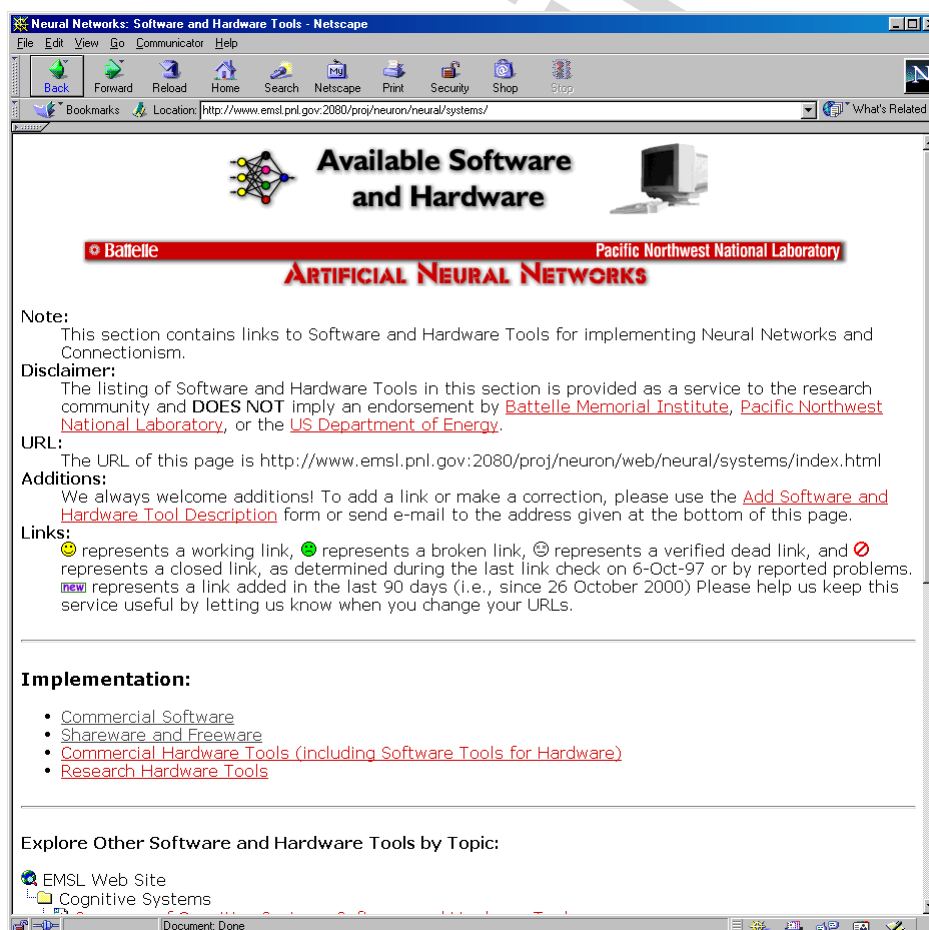 Neural Networks: Software and Hardware Tools - Netscape
File Edit View Go Communicator Help
Back Forward Reload Home Search Netscape Print Security Shop Stop
Bookmarks Location: http://www.emsl.pnl.gov:2080/proj/neuron/neural/systems/ What's Related
Available Software
and Hardware
Battelle Pacific Northwest National Laboratory
ARTIFICIAL NEURAL NETWORKS
Note:
This section contains links to Software and Hardware Tools for implementing Neural Networks and
Connectionism.
Disclaimer:
The listing of Software and Hardware Tools in this section is provided as a service to the research
community and DOES NOT imply an endorsement by Battelle Memorial Institute, Pacific Northwest
National Laboratory, or the US Department of Energy.
URL:
The URL of this page is http://www.emsl.pnl.gov:2080/proj/neuron/web/neural/systems/index.html
Additions:
We always welcome additions! To add a link or make a correction, please use the Add Software and
Hardware Tool Description form or send e-mail to the address given at the bottom of this page.
Links:
represents a working link, represents a broken link, represents a verified dead link, and
represents a closed link, as determined during the last link check on 6-Oct-97 or by reported problems.
new represents a link added in the last 90 days (i.e., since 26 October 2000) Please help us keep this
service useful by letting us know when you change your URLs.
Implementation:
• Commercial Software
• Shareware and Freeware
• Commercial Hardware Tools (including Software Tools for Hardware)
• Research Hardware Tools
Explore Other Software and Hardware Tools by Topic:
EMSL Web Site
Cognitive Systems
Document: Done